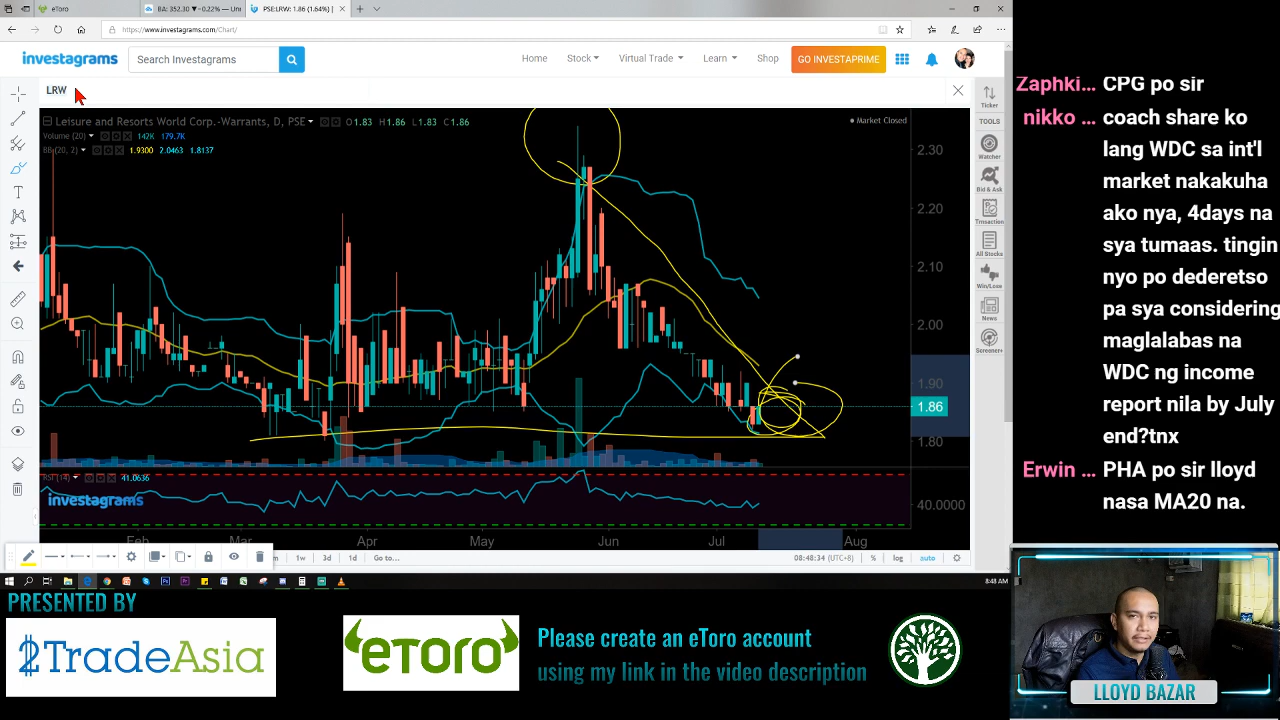 eToro
BA: 352.30 ▼-0.22% — Unn
PSE:LRW: 1.86 (1.64%) |
https://www.investagrams.com/Chart/
investagrams
Search Investagrams
Home
Stock
Virtual Trade
Learn
Shop
GO INVESTAPRIME
LRW
Leisure and Resorts World Corp.-Warrants, D, PSE
O1.83 H1.86 L1.83 C1.86
Market Closed
Volume (20) 142K 179.7K
BB (20, 2) 1.9300 2.0463 1.8137
2.30
2.20
2.10
2.00
1.90
1.86
1.80
RSI (14) 41.0636
investagrams
40.0000
Feb Mar Apr May Jun Jul Aug
1w 3d 1d Go to...
08:48:34 (UTC+8) % log auto
8:48 AM
Ticker
TOOLS
Watcher
Bid & Ask
Transaction
All Stocks
Win/Lose
News
Screener+
Zaphki... CPG po sir
nikko ... coach share ko
lang WDC sa int'l
market nakakuha
ako nya, 4days na
sya tumaas. tingin
nyo po dederetso
pa sya considering
maglalabas na
WDC ng income
report nila by July
end?tnx
Erwin ... PHA po sir lloyd
nasa MA20 na.
PRESENTED BY
2TradeAsia
eToro
Please create an eToro account
using my link in the video description
LLOYD BAZAR